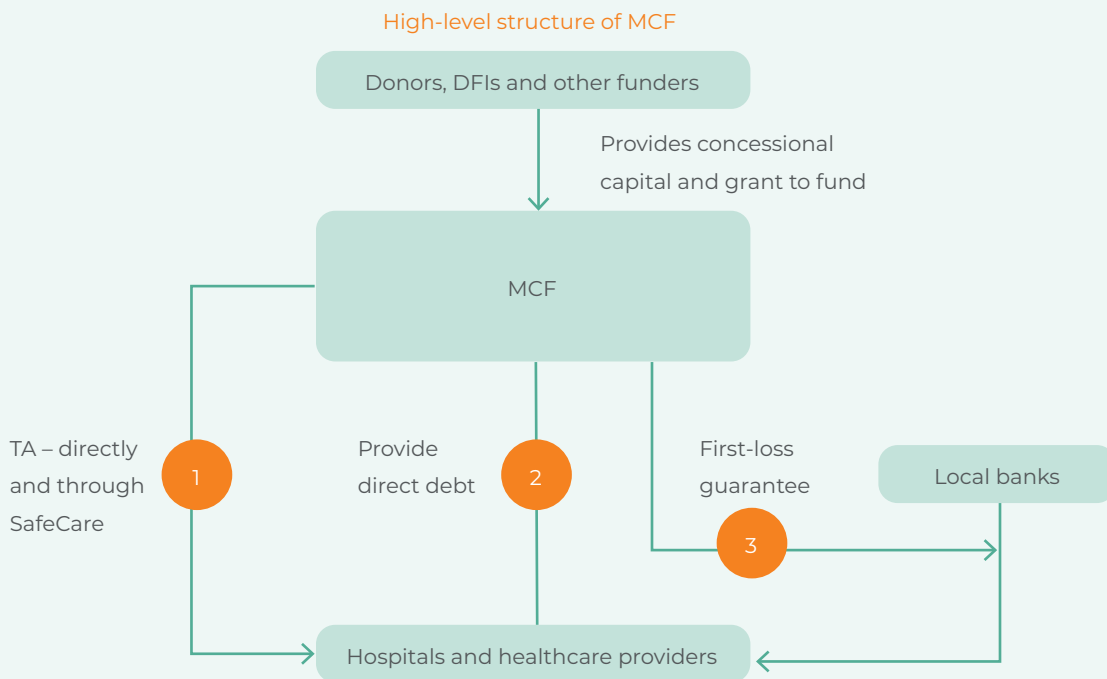 High-level structure of MCF
Donors, DFIs and other funders
Provides concessional
capital and grant to fund
MCF
TA – directly
and through
SafeCare
1
Provide
direct debt
2
First-loss
guarantee
3
Local banks
Hospitals and healthcare providers